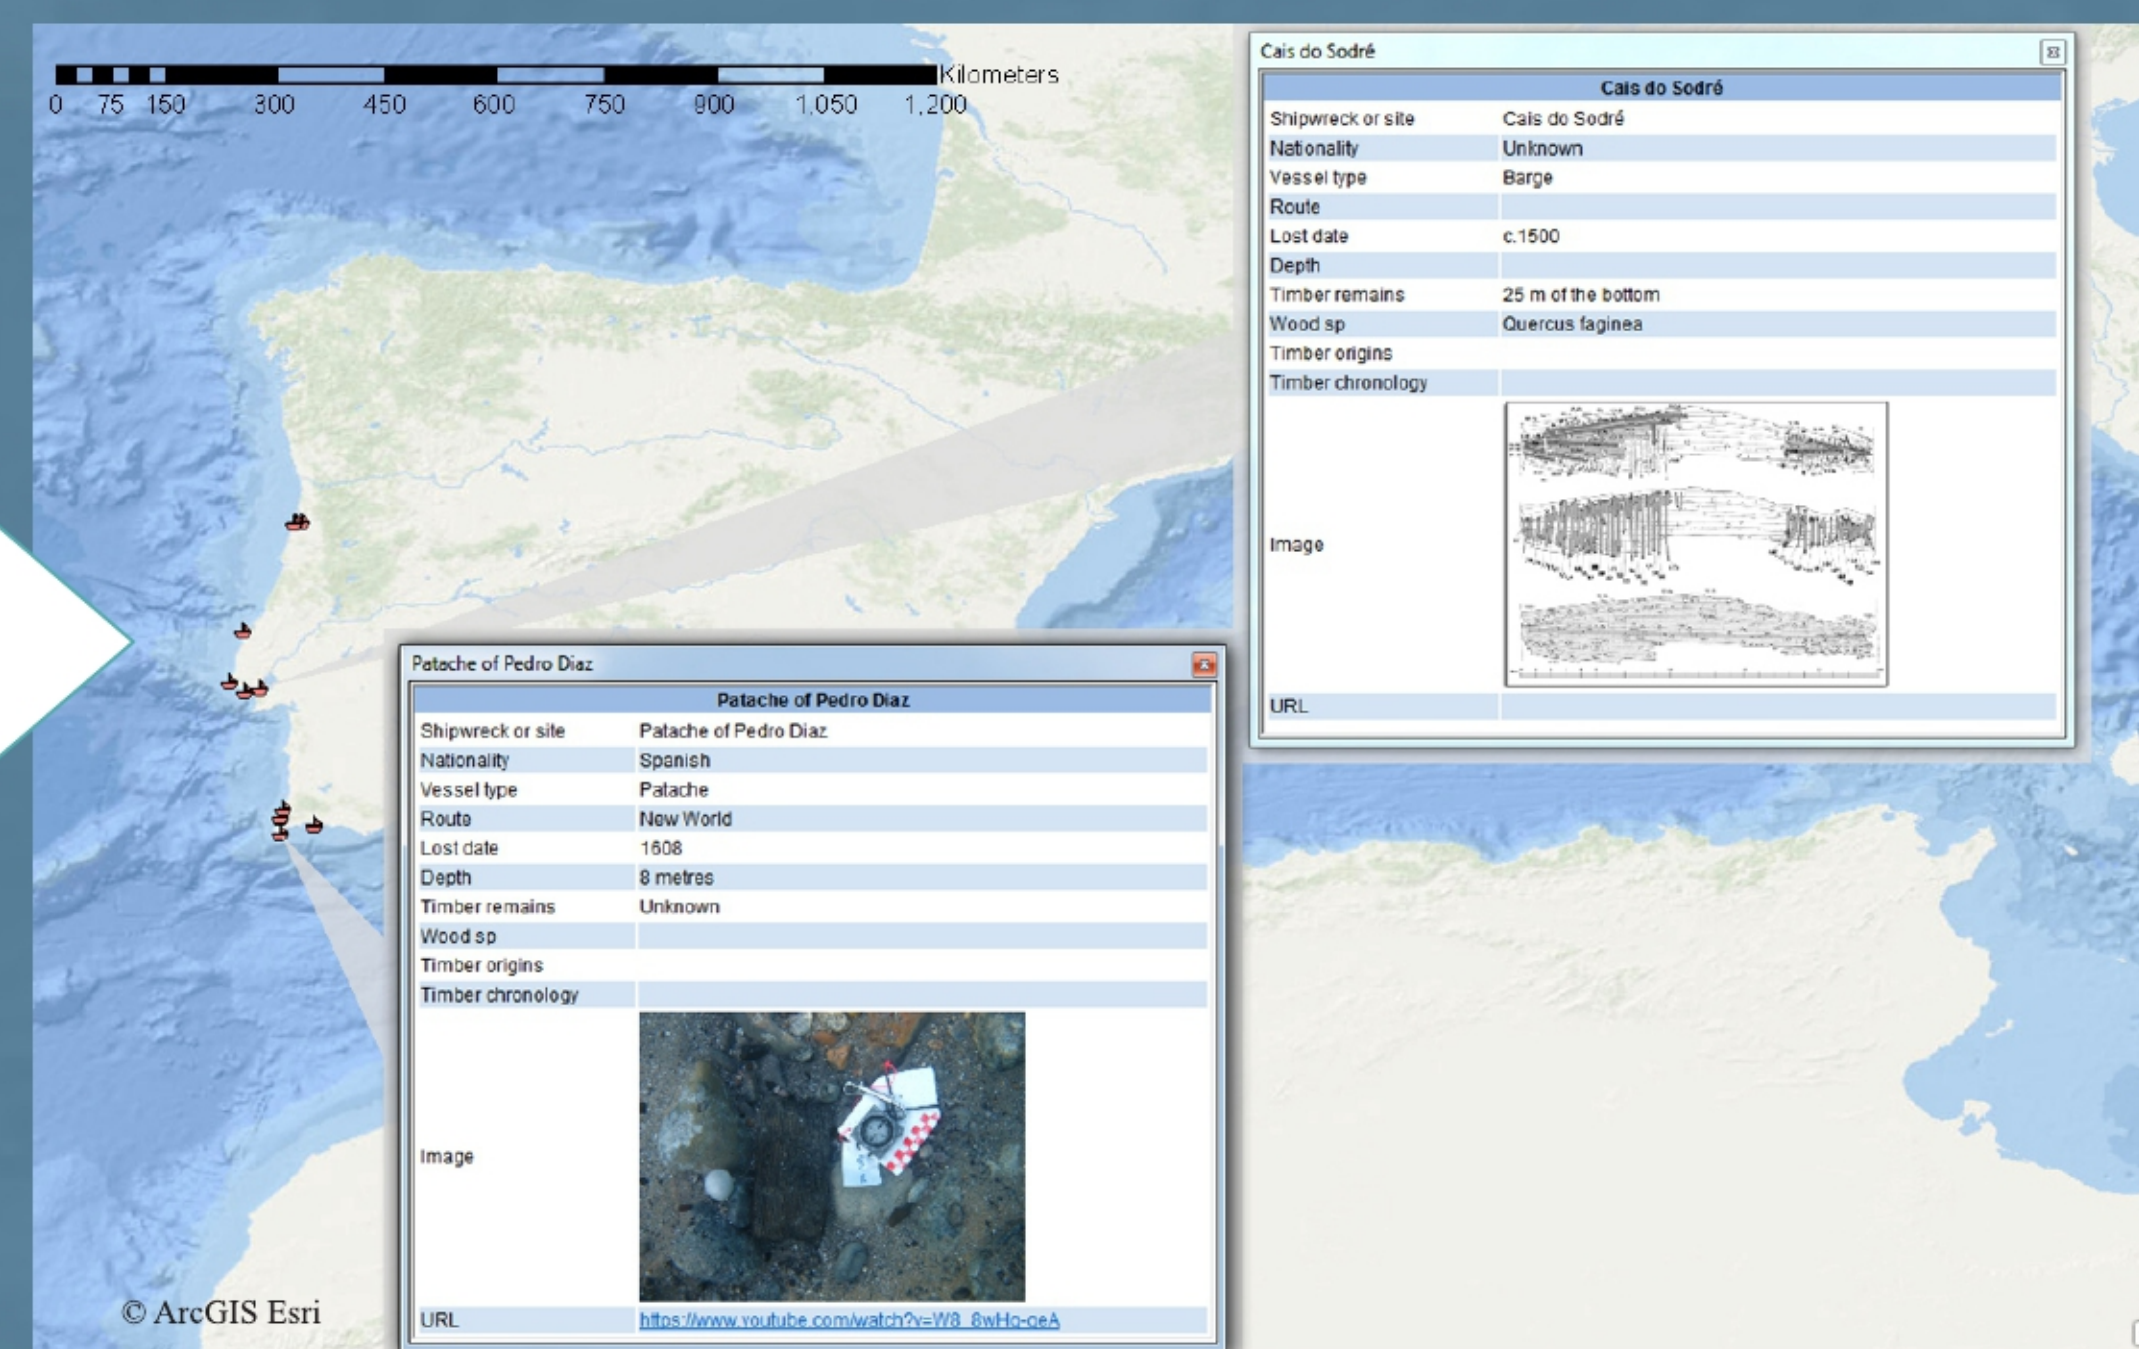 Kilometers
0 75 150 300 450 600 750 900 1,050 1,200
Cais do Sodré
Cais do Sodré
Shipwreck or site Cais do Sodré
Nationality Unknown
Vessel type Barge
Route
Lost date c.1500
Depth
Timber remains 25 m of the bottom
Wood sp Quercus faginea
Timber origins
Timber chronology
Image
URL
Patache of Pedro Diaz
Patache of Pedro Diaz
Shipwreck or site Patache of Pedro Diaz
Nationality Spanish
Vessel type Patache
Route New World
Lost date 1608
Depth 8 metres
Timber remains Unknown
Wood sp
Timber origins
Timber chronology
Image
URL https://www.youtube.com/watch?v=W8_8wHq-qeA
© ArcGIS Esri